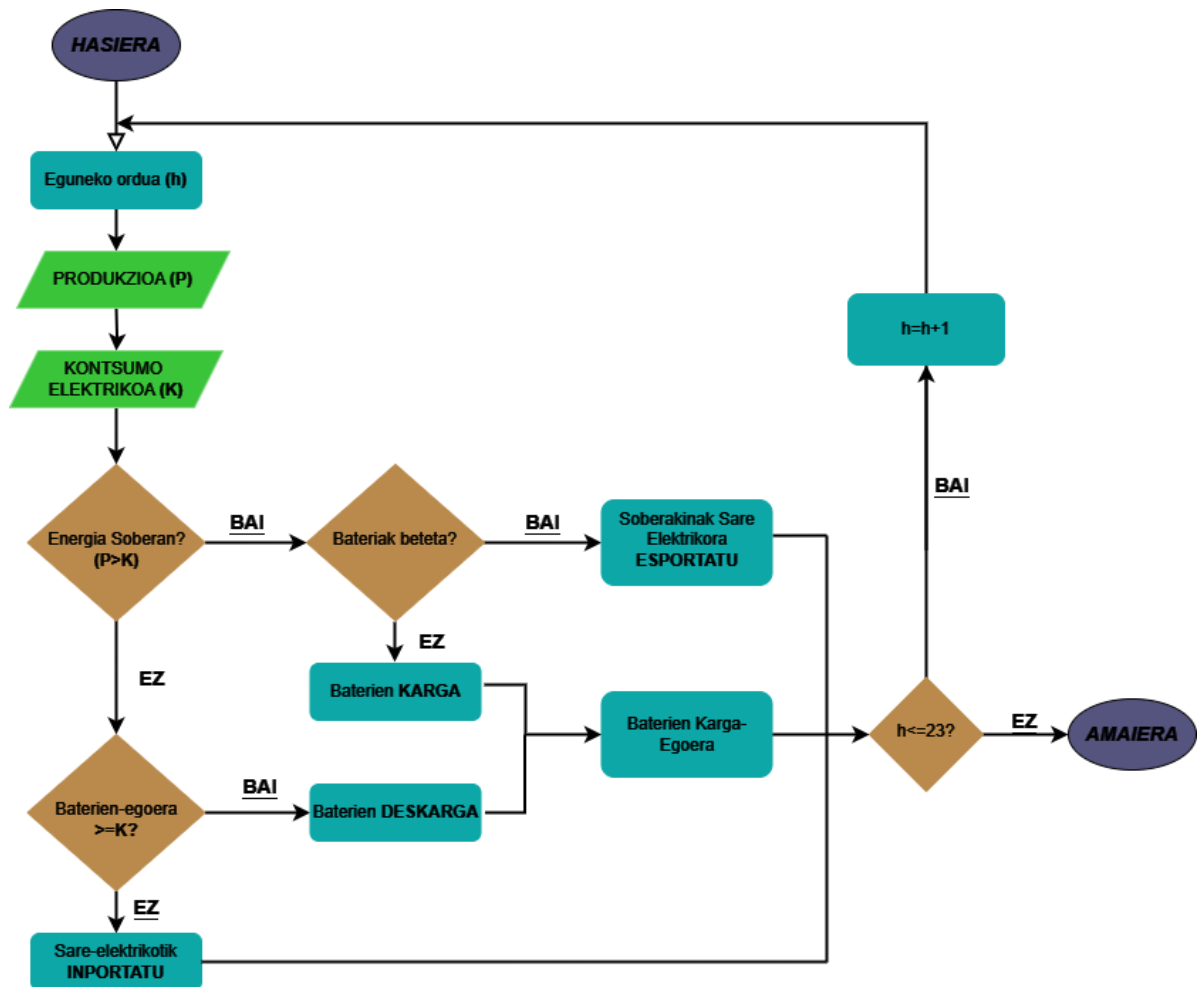 HASIERA
Eguneko ordua (h)
PRODUKZIOA (P)
KONTSUMO
ELEKTRIKOA (K)
Energia Soberan?
(P>K)
BAI
Bateriak beteta?
BAI
Soberakinak Sare
Elektrikora
ESPORTATU
EZ
EZ
Baterien KARGA
Baterien Karga-
Egoera
Baterien-egoera
>=K?
BAI
Baterien DESKARGA
EZ
Sare-elektrikotik
INPORTATU
h<=23?
BAI
h=h+1
EZ
AMAIERA